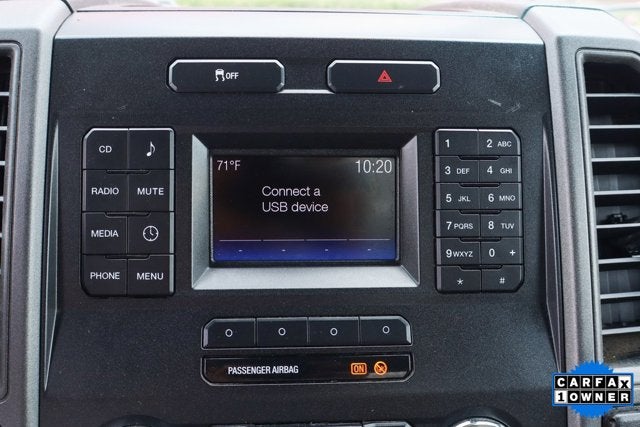 OFF
CD
RADIO MUTE
MEDIA
PHONE MENU
71°F 10:20
Connect a
USB device
- - - -
1 2 ABC
3 DEF 4 GHI
5 JKL 6 MNO
7 PQRS 8 TUV
9 WXYZ 0 +
* #
PASSENGER AIRBAG ON
CARFAX
1 OWNER